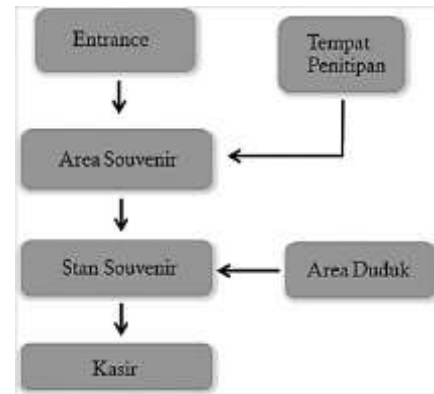 Entrance
Tempat
Penitipan
Area Souvenir
Stan Souvenir
Area Duduk
Kasir